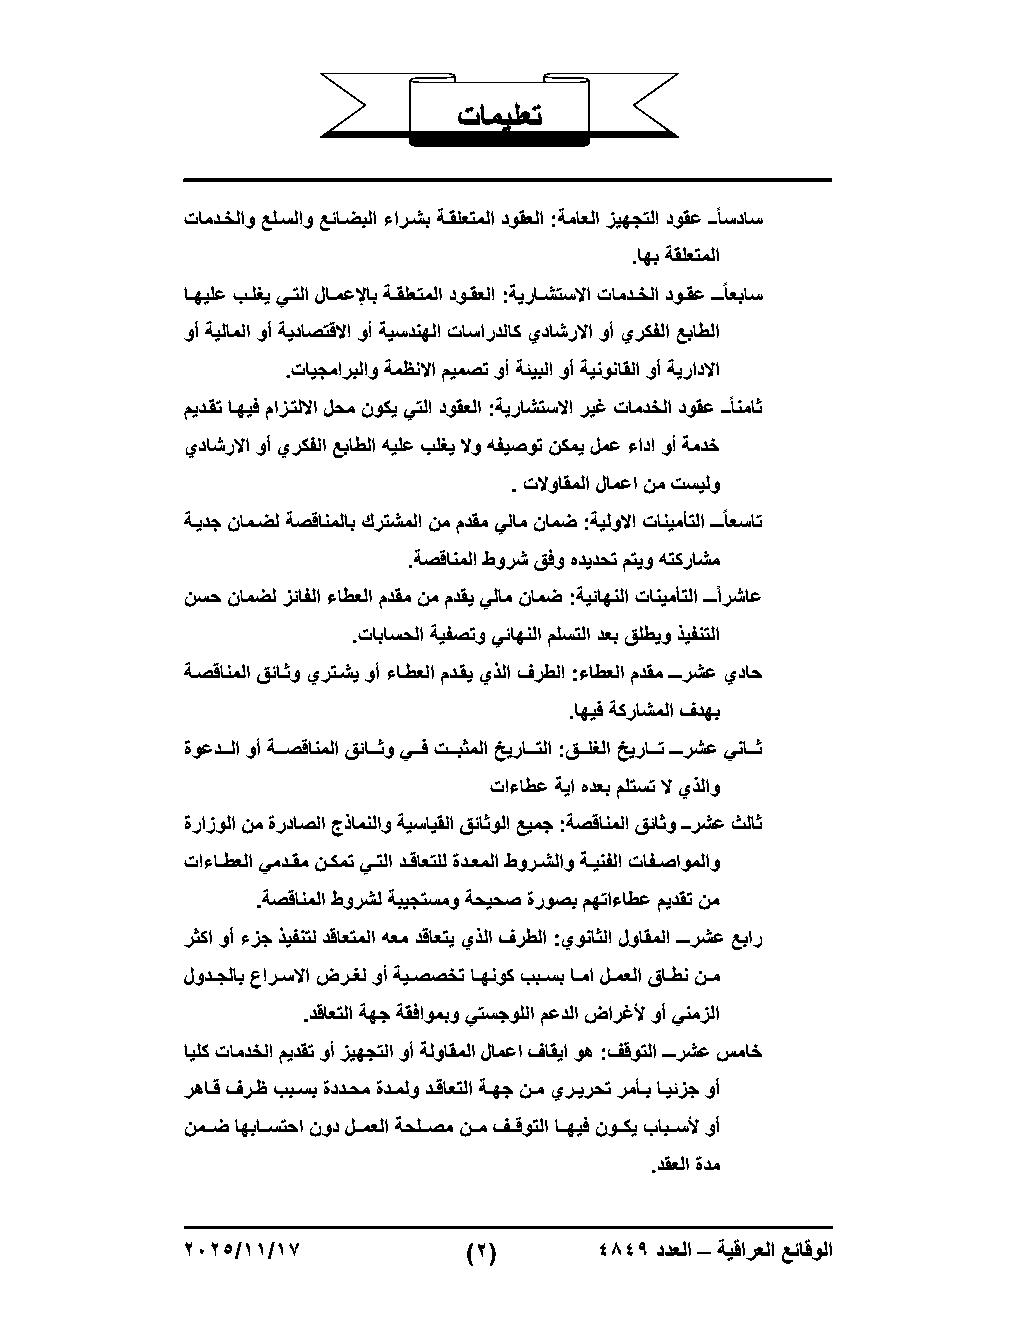 تعليمات
سادساً– عقود التجهيز العامة: العقود المتعلقة بشراء البضائع والسلع والخدمات
المتعلقة بها.
سابعاً– عقود الخدمات الاستشارية: العقود المتعلقة بالإعمال التي يغلب عليها
الطابع الفكري أو الارشادي كالدراسات الهندسية أو الاقتصادية أو المالية أو
الادارية أو القانونية أو البيئة أو تصميم الانظمة والبرامجيات.
ثامناً– عقود الخدمات غير الاستشارية: العقود التي يكون محل الالتزام فيها تقديم
خدمة أو اداء عمل يمكن توصيفه ولا يغلب عليه الطابع الفكري أو الارشادي
وليست من اعمال المقاولات .
تاسعاً– التأمينات الاولية: ضمان مالي مقدم من المشترك بالمناقصة لضمان جدية
مشاركته ويتم تحديده وفق شروط المناقصة.
عاشراً– التأمينات النهائية: ضمان مالي يقدم من مقدم العطاء الفائز لضمان حسن
التنفيذ ويطلق بعد التسلم النهائي وتصفية الحسابات.
حادي عشر– مقدم العطاء: الطرف الذي يقدم العطاء أو يشتري وثائق المناقصة
بهدف المشاركة فيها.
ثاني عشر– تاريخ الغلق: التاريخ المثبت في وثائق المناقصة أو الدعوة
والذي لا تستلم بعده اية عطاءات
ثالث عشر– وثائق المناقصة: جميع الوثائق القياسية والنماذج الصادرة من الوزارة
والمواصفات الفنية والشروط المعدة للتعاقد التي تمكن مقدمي العطاءات
من تقديم عطاءاتهم بصورة صحيحة ومستجيبة لشروط المناقصة.
رابع عشر– المقاول الثانوي: الطرف الذي يتعاقد معه المتعاقد لتنفيذ جزء أو اكثر
من نطاق العمل اما بسبب كونها تخصصية أو لغرض الاسراع بالجدول
الزمني أو لأغراض الدعم اللوجستي وبموافقة جهة التعاقد.
خامس عشر– التوقف: هو ايقاف اعمال المقاولة أو التجهيز أو تقديم الخدمات كليا
أو جزئيا بأمر تحريري من جهة التعاقد ولمدة محددة بسبب ظرف قاهر
أو لأسباب يكون فيها التوقف من مصلحة العمل دون احتسابها ضمن
مدة العقد.
الوقائع العراقية – العدد ٤٨٤٩ (٢) ٢٠٢٥/١١/١٧